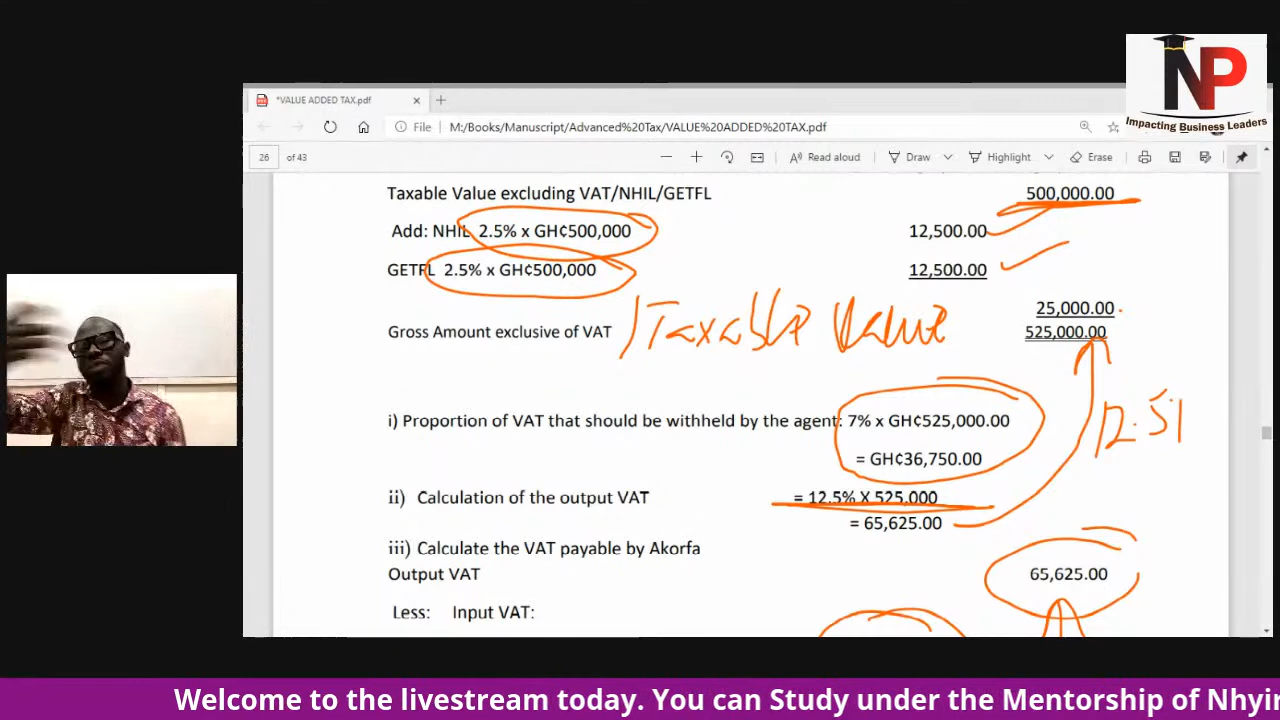 NP
Impacting Business Leaders
*VALUE ADDED TAX.pdf
File M:/Books/Manuscript/Advanced%20Tax/VALUE%20ADDED%20TAX.pdf
26 of 43 Read aloud Draw Highlight Erase
Taxable Value excluding VAT/NHIL/GETFL 500,000.00
Add: NHIL 2.5% x GH¢500,000 12,500.00
GETFL 2.5% x GH¢500,000 12,500.00
25,000.00
Gross Amount exclusive of VAT / Taxable Value 525,000.00
i) Proportion of VAT that should be withheld by the agent: 7% x GH¢525,000.00
12.5%
= GH¢36,750.00
ii) Calculation of the output VAT = 12.5% X 525,000
= 65,625.00
iii) Calculate the VAT payable by Akorfa
Output VAT 65,625.00
Less: Input VAT:
Welcome to the livestream today. You can Study under the Mentorship of Nhyir